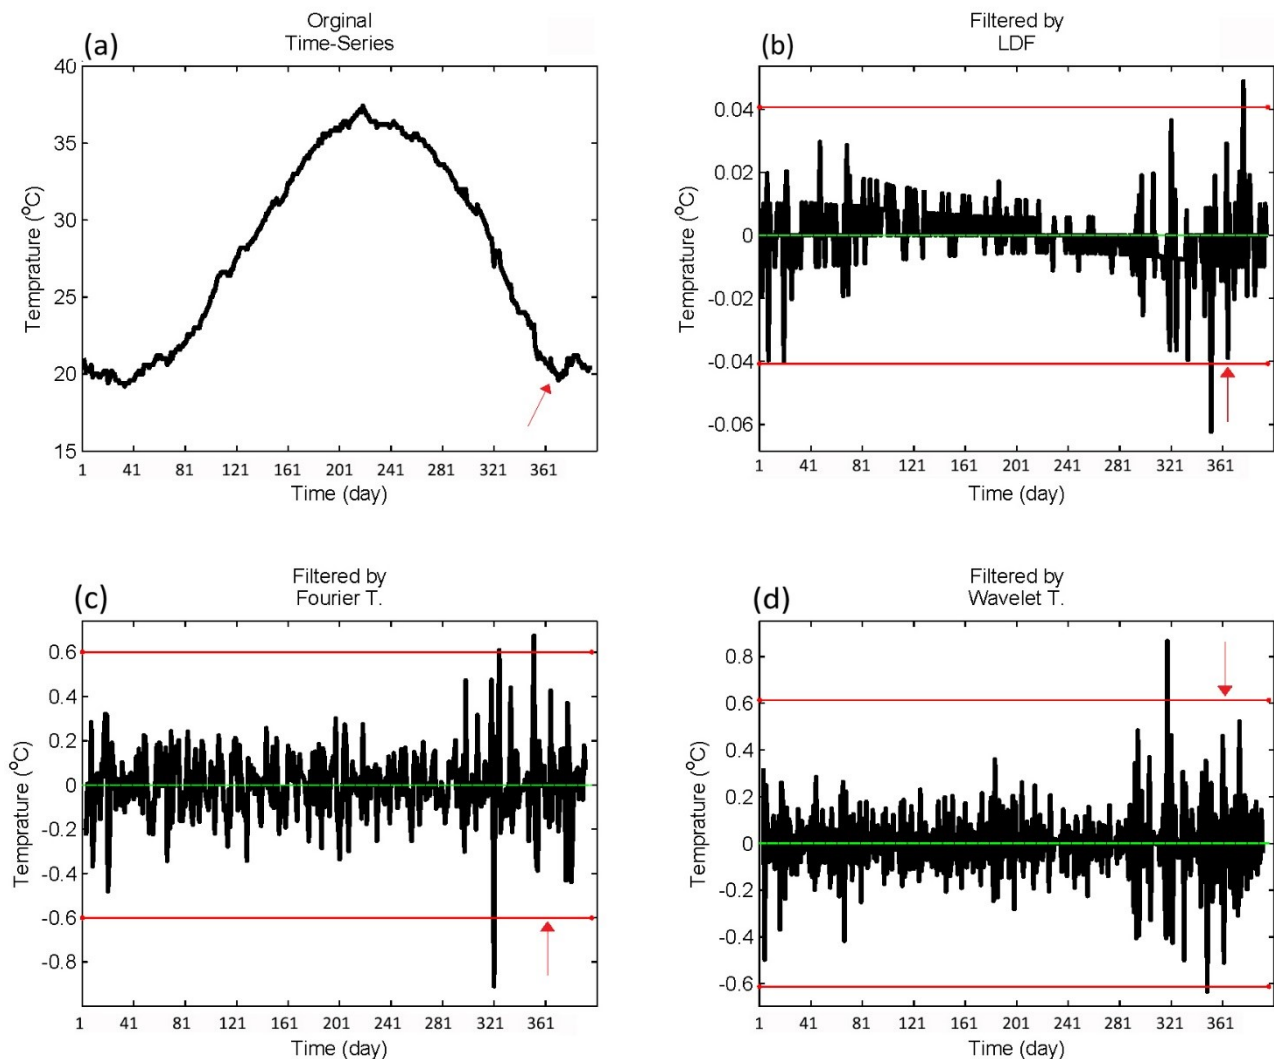 (a)
Orginal
Time-Series
40
35
30
25
20
15
Temprature (°C)
1 41 81 121 161 201 241 281 321 361
Time (day)
(b)
Filtered by
LDF
0.04
0.02
0
-0.02
-0.04
-0.06
Temprature (°C)
1 41 81 121 161 201 241 281 321 361
Time (day)
(c)
Filtered by
Fourier T.
0.6
0.4
0.2
0
-0.2
-0.4
-0.6
-0.8
Temprature (°C)
1 41 81 121 161 201 241 281 321 361
Time (day)
(d)
Filtered by
Wavelet T.
0.8
0.6
0.4
0.2
0
-0.2
-0.4
-0.6
Temprature (°C)
1 41 81 121 161 201 241 281 321 361
Time (day)